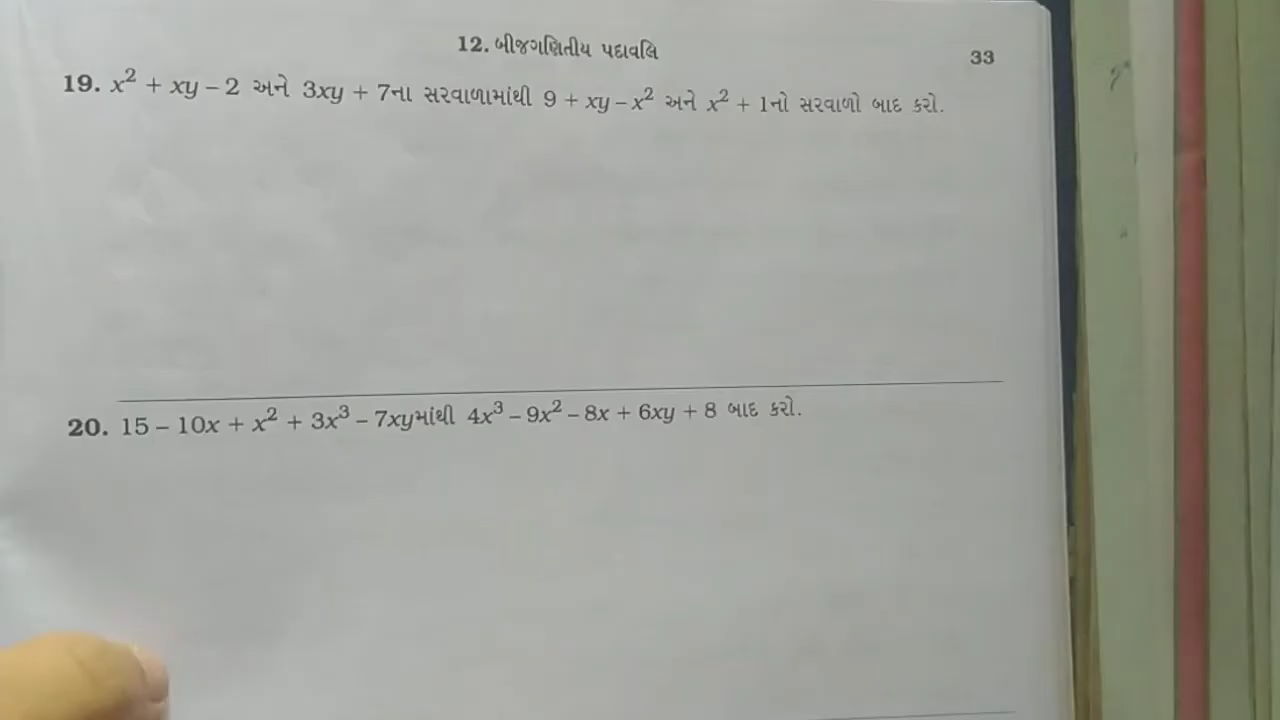 12. બીજગણિતીય પદાવલિ
33
19. x² + xy – 2 અને 3xy + 7ના સરવાળામાંથી 9 + xy – x² અને x² + 1નો સરવાળો બાદ કરો.
20. 15 – 10x + x² + 3x³ – 7xyમાંથી 4x³ – 9x² – 8x + 6xy + 8 બાદ કરો.